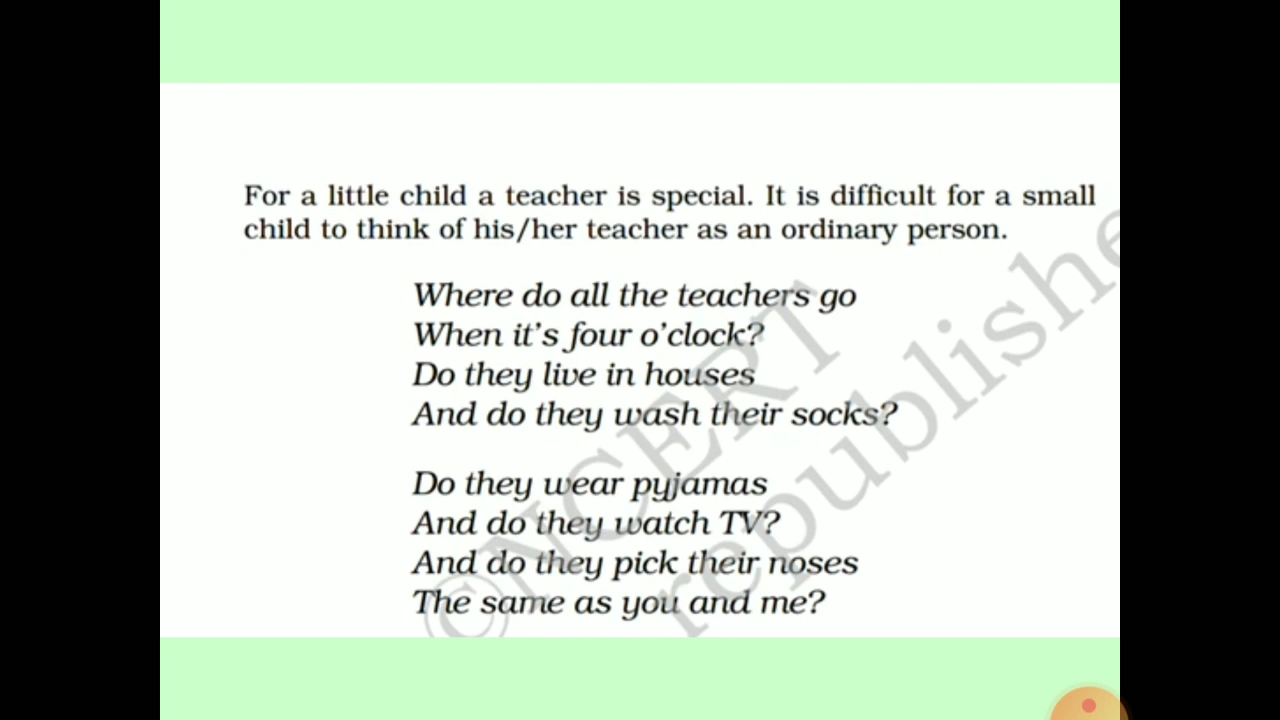 For a little child a teacher is special. It is difficult for a small
child to think of his/her teacher as an ordinary person.
Where do all the teachers go
When it's four o'clock?
Do they live in houses
And do they wash their socks?
Do they wear pyjamas
And do they watch TV?
And do they pick their noses
The same as you and me?
©NCERT
republishe